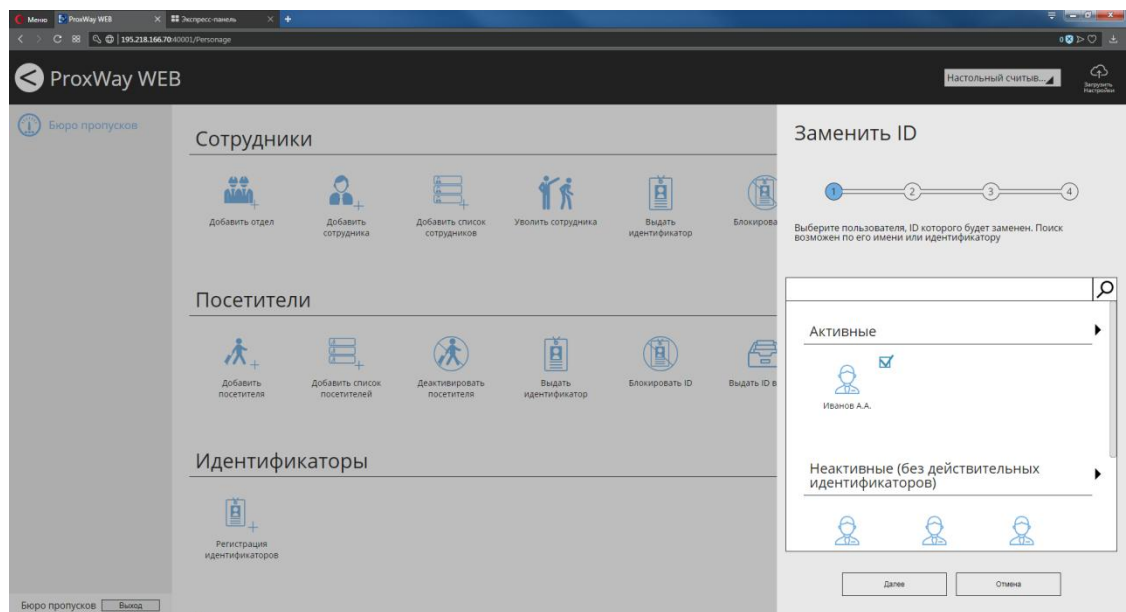 Меню
ProxWay WEB
Экспресс-панель
195.218.166.70:40001/Personage
0
ProxWay WEB
Настольный считыв...
Загрузить
Настройки
Бюро пропусков
Сотрудники
Добавить отдел
Добавить
сотрудника
Добавить список
сотрудников
Уволить сотрудника
Выдать
идентификатор
Блокирова
Посетители
Добавить
посетителя
Добавить список
посетителей
Деактивировать
посетителя
Выдать
идентификатор
Блокировать ID
Выдать ID в
Идентификаторы
Регистрация
идентификаторов
Бюро пропусков
Выход
Заменить ID
1
2
3
4
Выберите пользователя, ID которого будет заменен. Поиск
возможен по его имени или идентификатору
Активные
Иванов А.А.
Неактивные (без действительных
идентификаторов)
Далее
Отмена